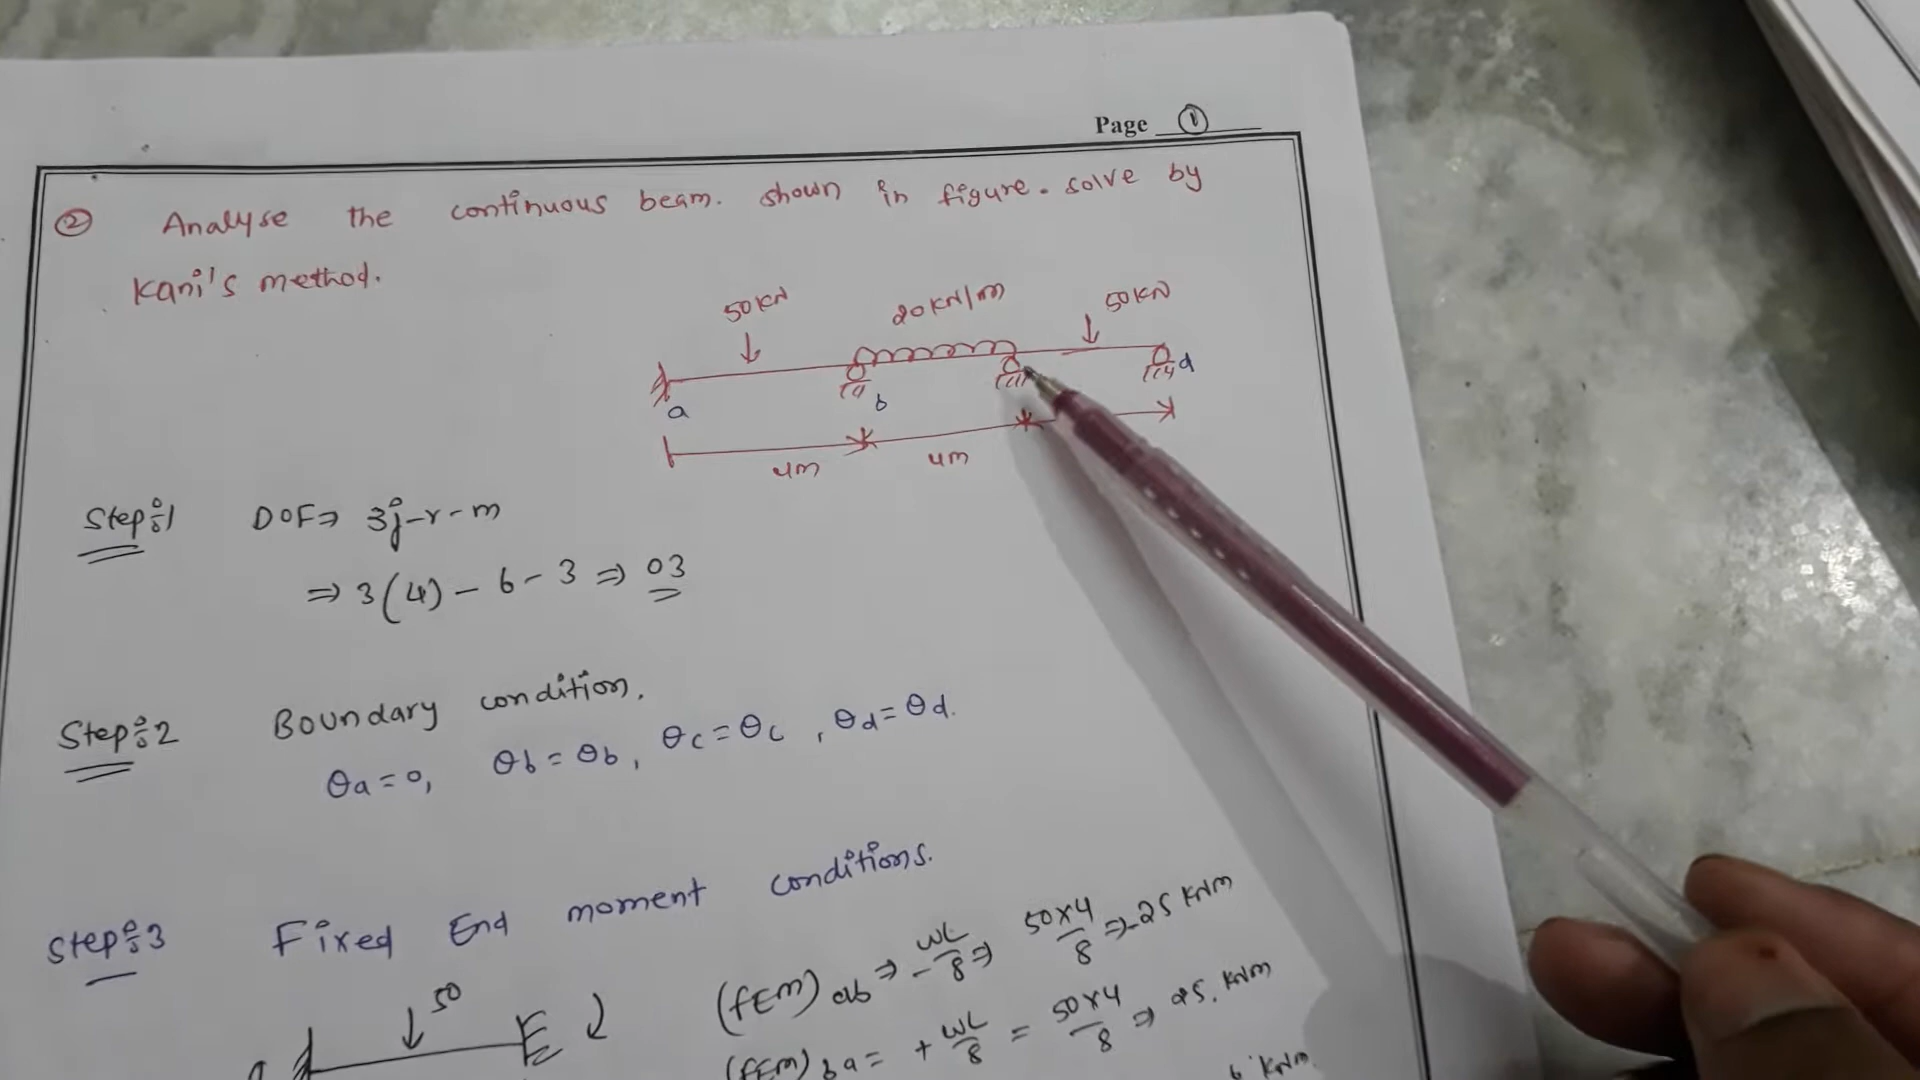 Page 1
② Analyse the continuous beam. shown in figure. solve by
Kani's method.
50KN 20KN/m 50KN
a b d
4m 4m
Step:1 DOF⇒ 3j-r-m
⇒ 3(4) - 6 - 3 ⇒ 03
Step:2 Boundary condition.
θa = 0, θb = θb, θc = θc, θd = θd.
Step:3 Fixed End moment conditions.
50
(FEM) ab ⇒ -WL/8 ⇒ 50×4/8 ⇒ -25 KNm
(FEM) ba = +WL/8 = 50×4/8 ⇒ 25. KNm
KNm.